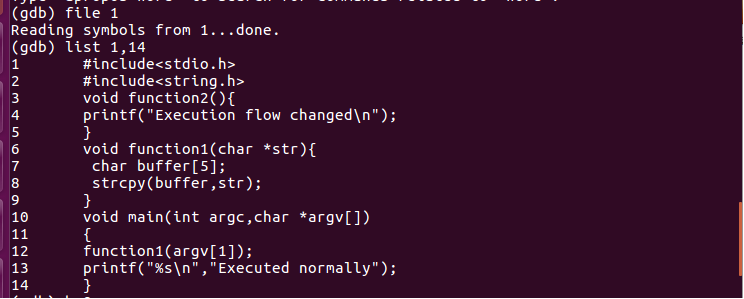 (gdb) file 1
Reading symbols from 1...done.
(gdb) list 1,14
1 #include<stdio.h>
2 #include<string.h>
3 void function2(){
4 printf("Execution flow changed\n");
5 }
6 void function1(char *str){
7 char buffer[5];
8 strcpy(buffer,str);
9 }
10 void main(int argc,char *argv[])
11 {
12 function1(argv[1]);
13 printf("%s\n","Executed normally");
14 }